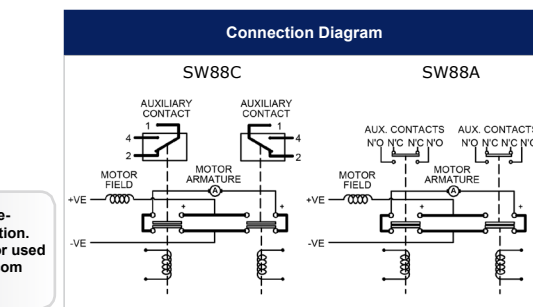 Connection Diagram
SW88C
SW88A
AUXILIARY
CONTACT
AUXILIARY
CONTACT
1
4
2
1
4
2
AUX. CONTACTS
N'O N'C N'C N'O
AUX. CONTACTS
N'O N'C N'C N'O
MOTOR
FIELD
MOTOR
ARMATURE
A
+VE
+
+
-VE
MOTOR
FIELD
MOTOR
ARMATURE
A
+VE
+
+
-VE
e-
tion.
or used
om